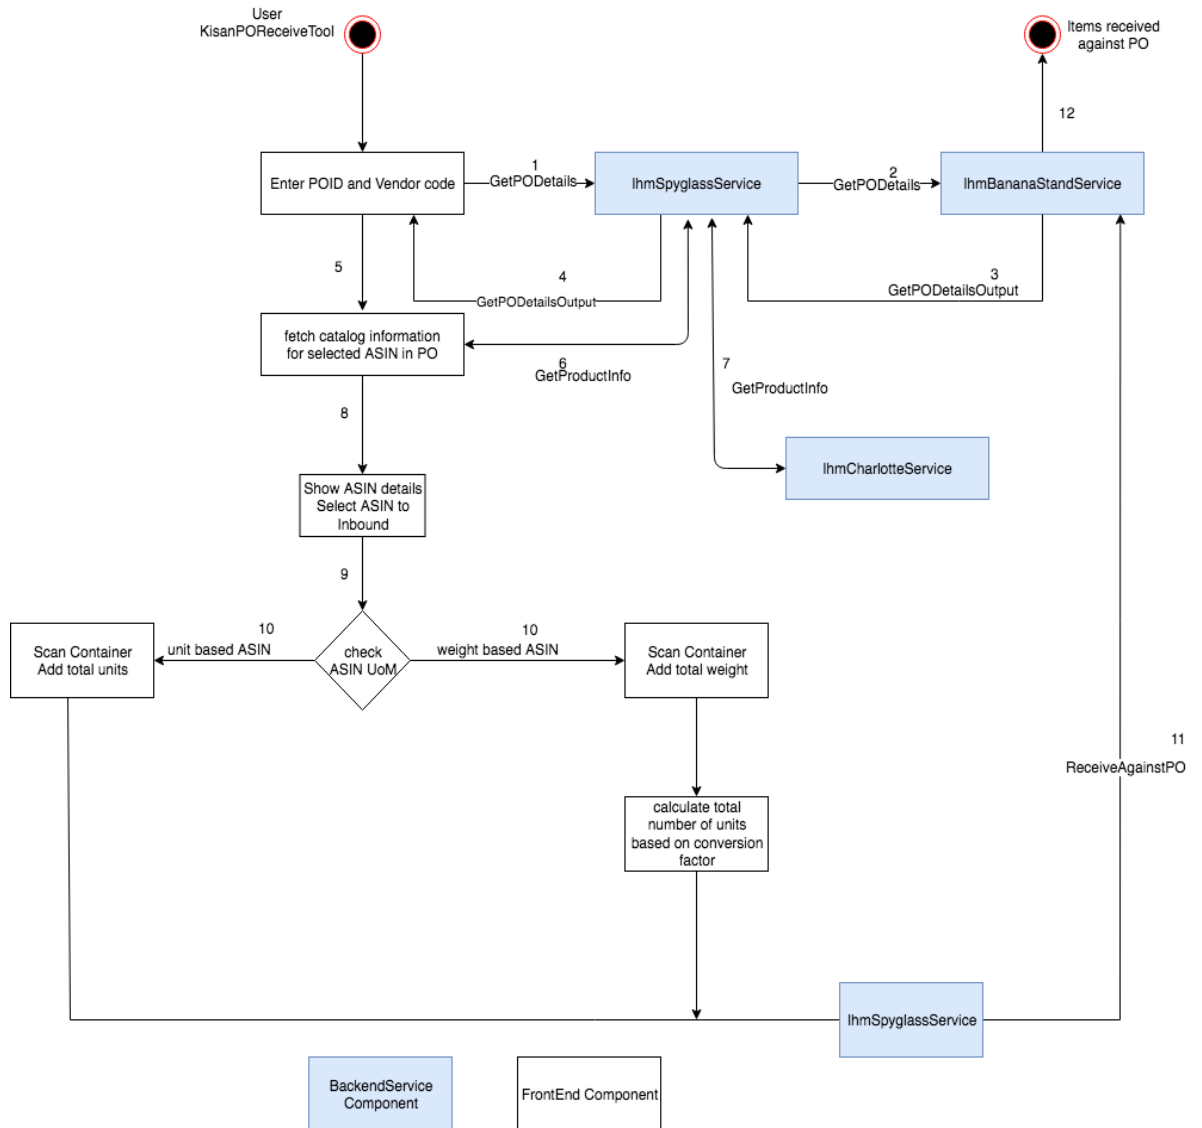 User
KisanPOReceiveTool
Items received
against PO
12
Enter POID and Vendor code
1
GetPODetails
IhmSpyglassService
2
GetPODetails
IhmBananaStandService
5
4
GetPODetailsOutput
3
GetPODetailsOutput
fetch catalog information
for selected ASIN in PO
6
GetProductInfo
7
GetProductInfo
8
IhmCharlotteService
Show ASIN details
Select ASIN to
Inbound
9
10
unit based ASIN
10
weight based ASIN
Scan Container
Add total units
check
ASIN UoM
Scan Container
Add total weight
11
ReceiveAgainstPO
calculate total
number of units
based on conversion
factor
IhmSpyglassService
BackendService
Component
FrontEnd Component